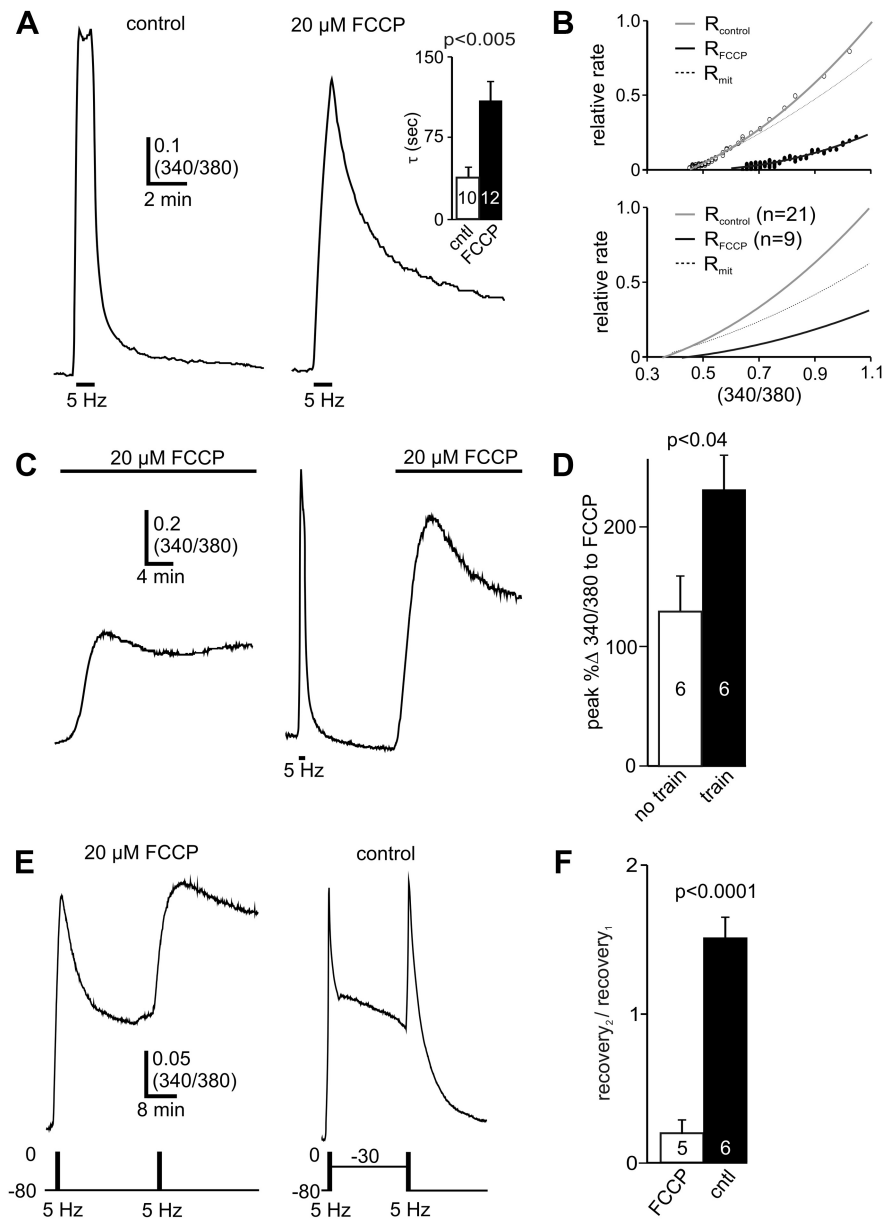 A
control
0.1
(340/380)
2 min
5 Hz
20 µM FCCP
5 Hz
p<0.005
150
75
0
τ (sec)
10
12
cntl
FCCP
B
1.0
0.5
0
relative rate
Rcontrol
RFCCP
Rmit
1.0
0.5
0
relative rate
Rcontrol (n=21)
RFCCP (n=9)
Rmit
0.3 0.5 0.7 0.9 1.1
(340/380)
C
20 µM FCCP
0.2
(340/380)
4 min
20 µM FCCP
5 Hz
D
p<0.04
200
100
0
peak %Δ 340/380 to FCCP
6
6
no train
train
E
20 µM FCCP
0.05
(340/380)
8 min
0
-80
5 Hz 5 Hz
control
0
-30
-80
5 Hz 5 Hz
F
2
1
0
p<0.0001
recovery2 / recovery1
5
6
FCCP
cntl